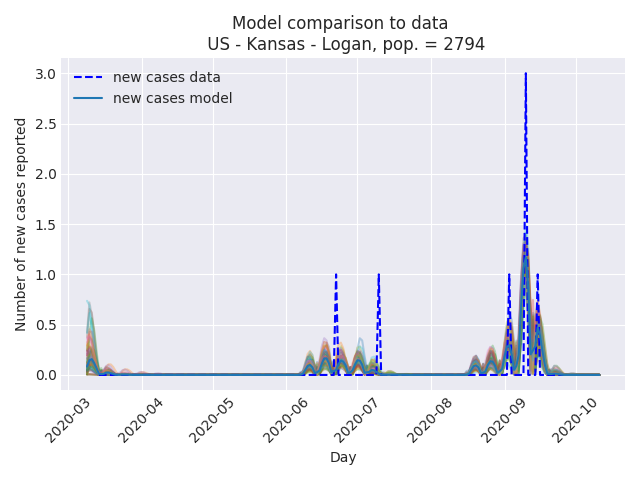 Model comparison to data
US - Kansas - Logan, pop. = 2794
new cases data
new cases model
Number of new cases reported
3.0
2.5
2.0
1.5
1.0
0.5
0.0
2020-03
2020-04
2020-05
2020-06
2020-07
2020-08
2020-09
2020-10
Day